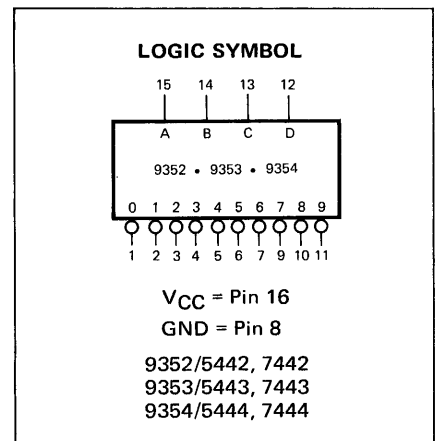 LOGIC SYMBOL
15 14 13 12
A B C D
9352 • 9353 • 9354
0 1 2 3 4 5 6 7 8 9
1 2 3 4 5 6 7 9 10 11
VCC = Pin 16
GND = Pin 8
9352/5442, 7442
9353/5443, 7443
9354/5444, 7444